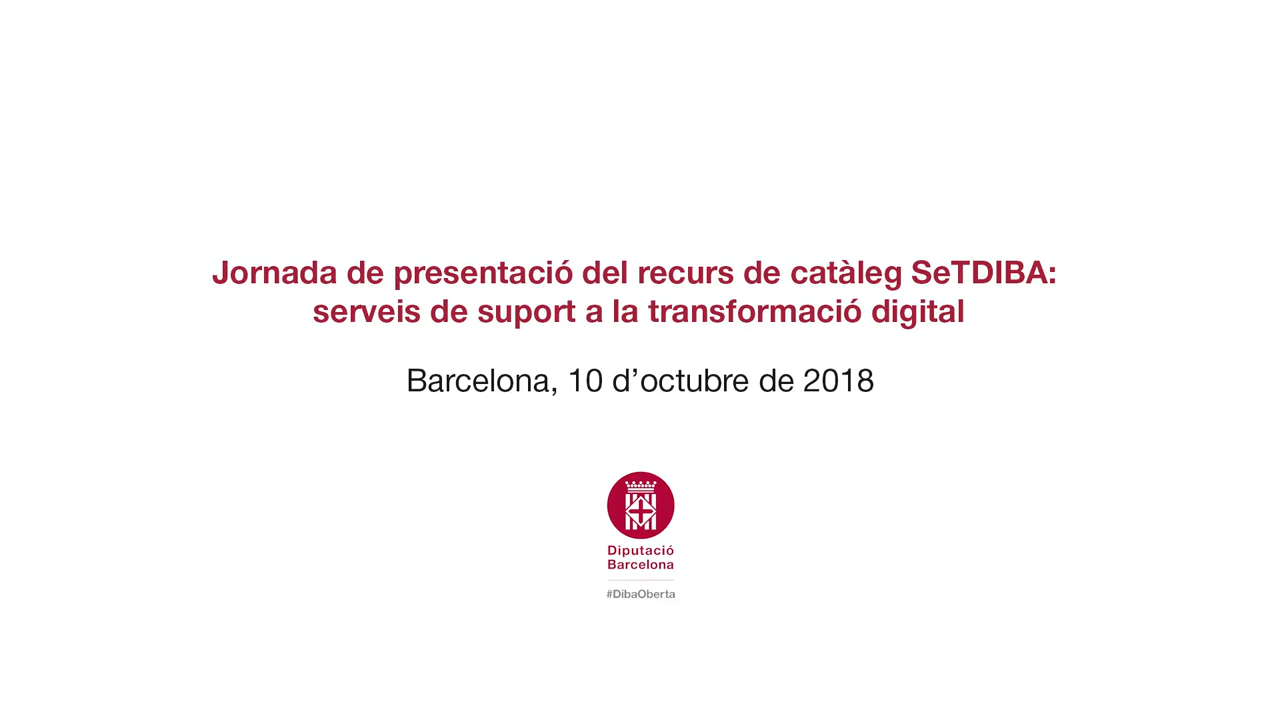 Jornada de presentació del recurs de catàleg SeTDIBA:
serveis de suport a la transformació digital
Barcelona, 10 d’octubre de 2018
Diputació
Barcelona
#DibaOberta